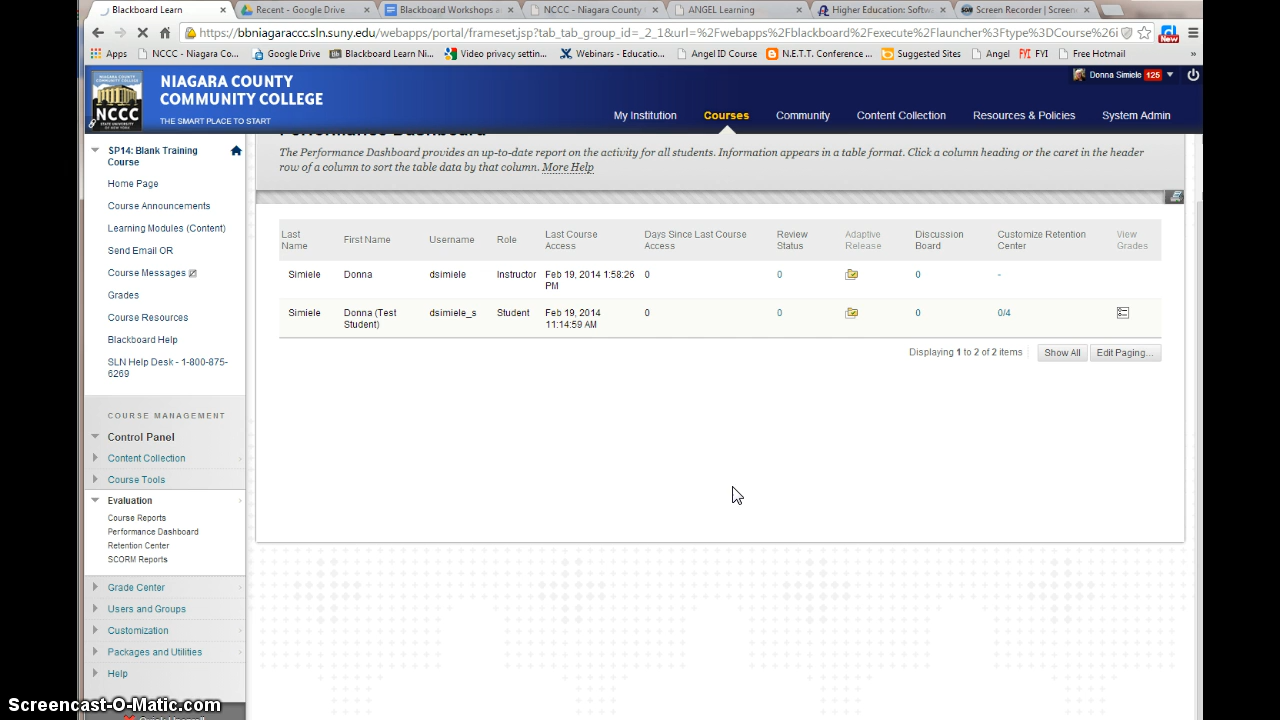 Blackboard Learn
Recent - Google Drive
Blackboard Workshops a
NCCC - Niagara County
ANGEL Learning
Higher Education: Softw
Screen Recorder | Screen
https://bbniagaraccc.sln.suny.edu/webapps/portal/frameset.jsp?tab_tab_group_id=_2_1&url=%2Fwebapps%2Fblackboard%2Fexecute%2Flauncher%3Ftype%3DCourse%26i
New
Apps
NCCC - Niagara Co...
Google Drive
Blackboard Learn Ni...
Privacy settings
Webinars - Educatio...
Angel ID Course
N.E.T.F. Conference ...
Suggested Sites
Angel
FYI
Free Hotmail
»
NCCC
NIAGARA COUNTY
COMMUNITY COLLEGE
THE SMART PLACE TO START
Donna Simiele 125
My Institution
Courses
Community
Content Collection
Resources & Policies
System Admin
SP14: Blank Training
Course
Home Page
Course Announcements
Learning Modules (Content)
Send Email OR
Course Messages
Grades
Course Resources
Blackboard Help
SLN Help Desk - 1-800-875-
6269
COURSE MANAGEMENT
Control Panel
Content Collection
Course Tools
Evaluation
Course Reports
Performance Dashboard
Retention Center
SCORM Reports
Grade Center
Users and Groups
Customization
Packages and Utilities
Help
Performance Dashboard
The Performance Dashboard provides an up-to-date report on the activity for all students. Information appears in a table format. Click a column heading or the caret in the header
row of a column to sort the table data by that column. More Help
Last Name First Name Username Role Last Course Access Days Since Last Course Access Review Status Adaptive Release Discussion Board Customize Retention Center View Grades
Simiele Donna dsimiele Instructor Feb 19, 2014 1:58:26 PM 0 0 0 -
Simiele Donna (Test Student) dsimiele_s Student Feb 19, 2014 11:14:59 AM 0 0 0 0/4
Displaying 1 to 2 of 2 items
Show All
Edit Paging...
Screencast-O-Matic.com